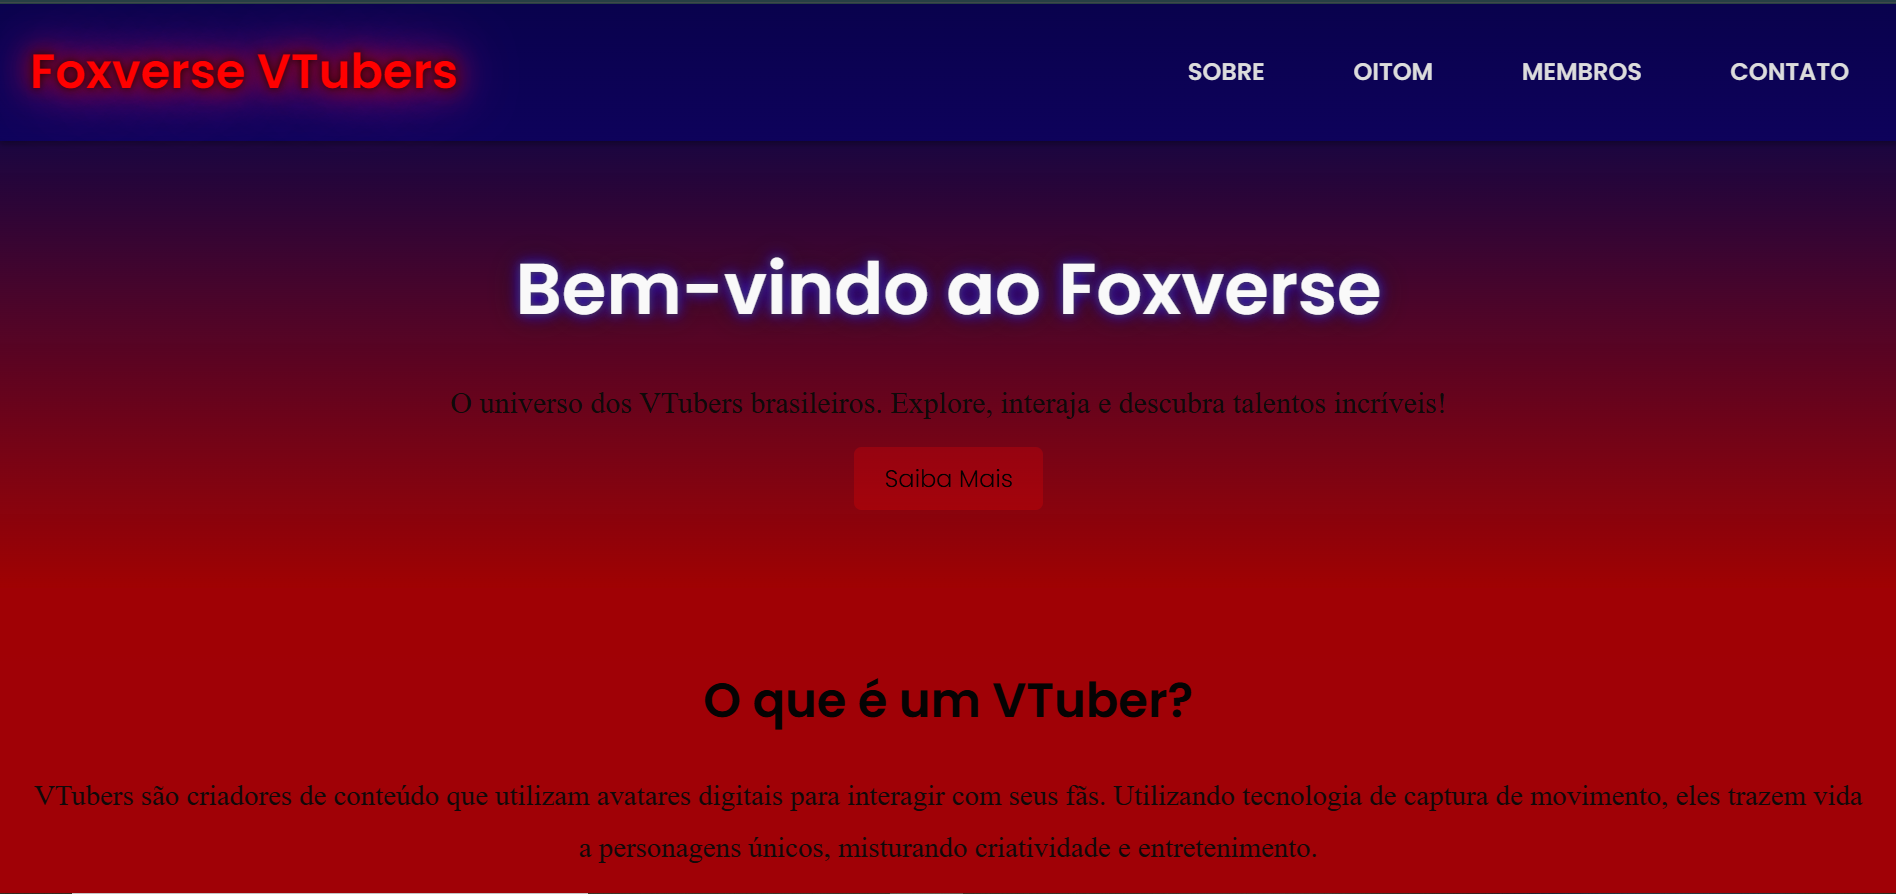 Foxverse VTubers
SOBRE OITOM MEMBROS CONTATO
Bem-vindo ao Foxverse
O universo dos VTubers brasileiros. Explore, interaja e descubra talentos incríveis!
Saiba Mais
O que é um VTuber?
VTubers são criadores de conteúdo que utilizam avatares digitais para interagir com seus fãs. Utilizando tecnologia de captura de movimento, eles trazem vida
a personagens únicos, misturando criatividade e entretenimento.